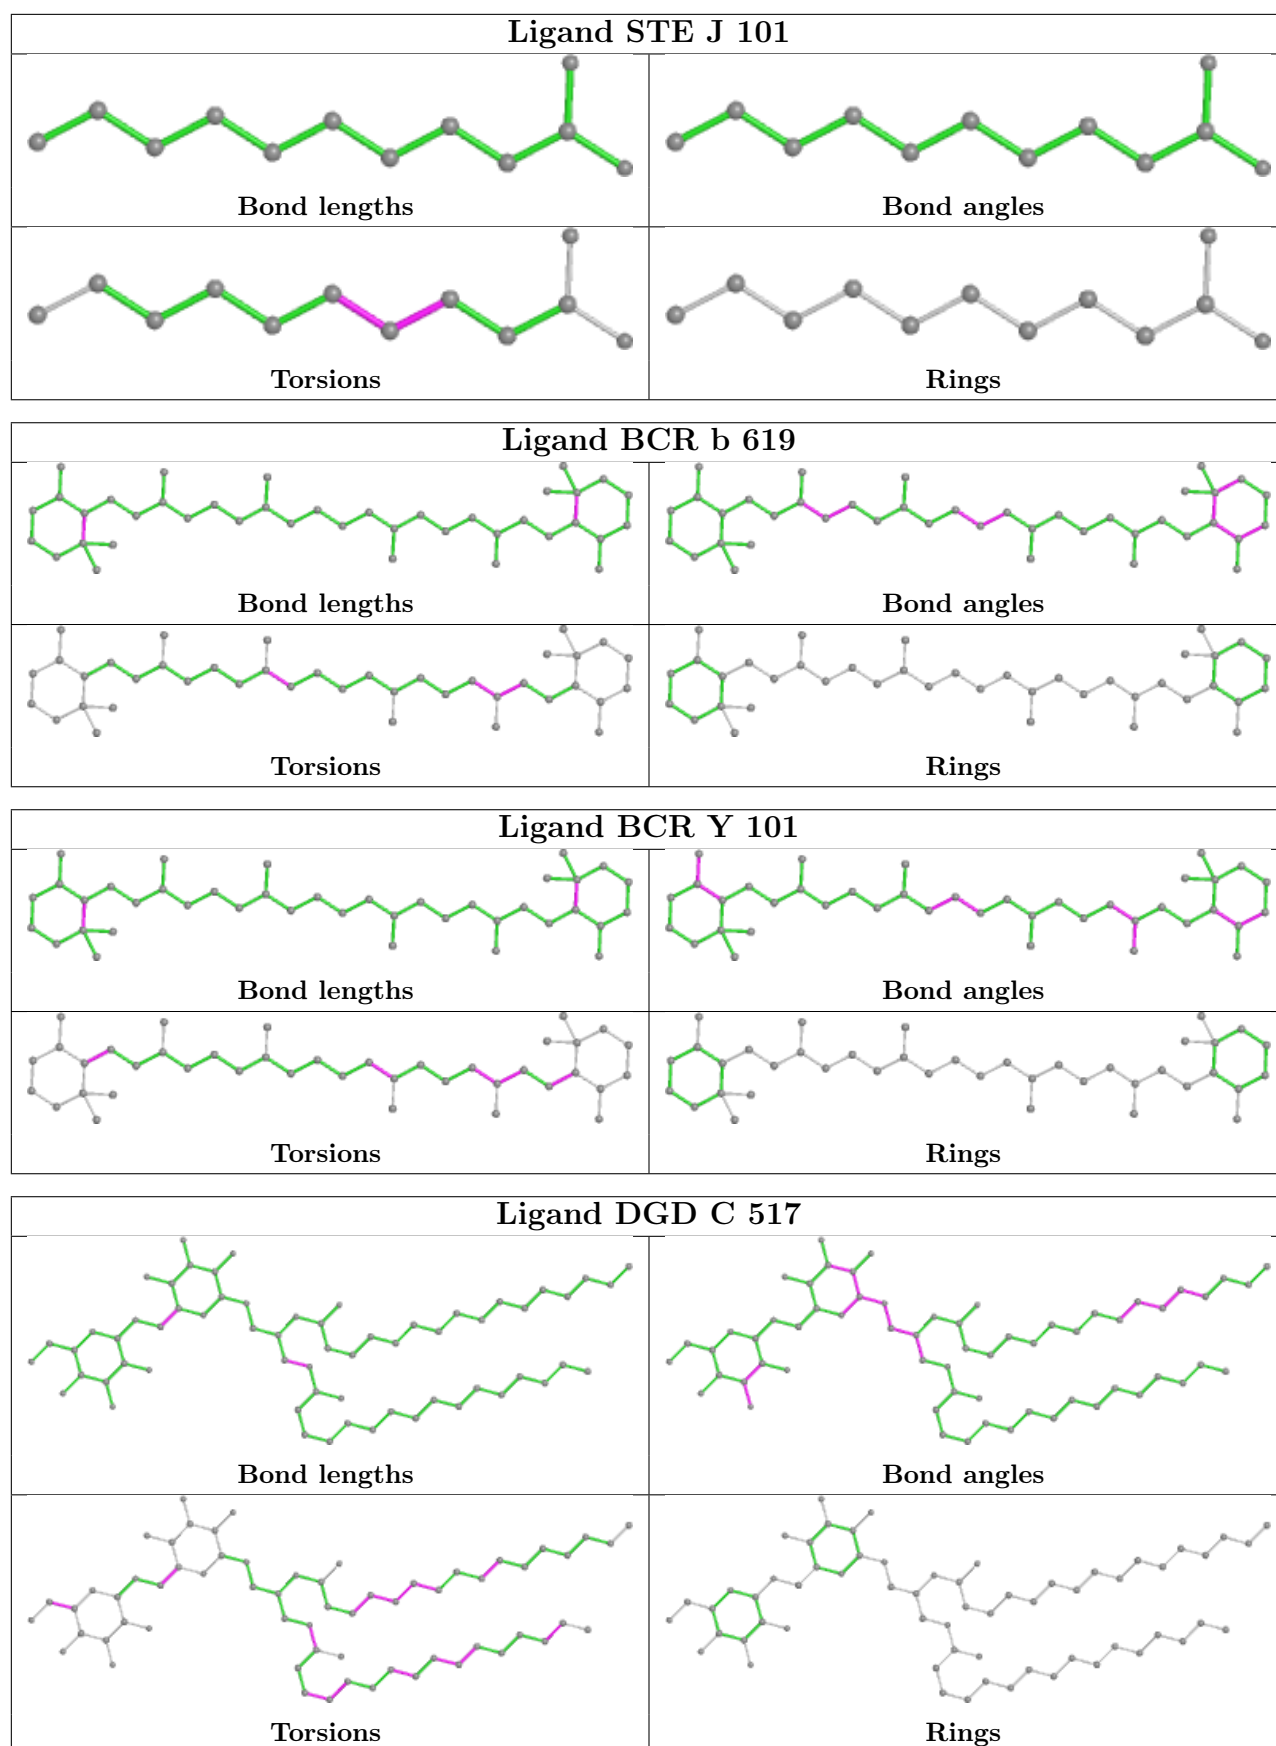 Ligand STE J 101
Bond lengths
Bond angles
Torsions
Rings
Ligand BCR b 619
Bond lengths
Bond angles
Torsions
Rings
Ligand BCR Y 101
Bond lengths
Bond angles
Torsions
Rings
Ligand DGD C 517
Bond lengths
Bond angles
Torsions
Rings